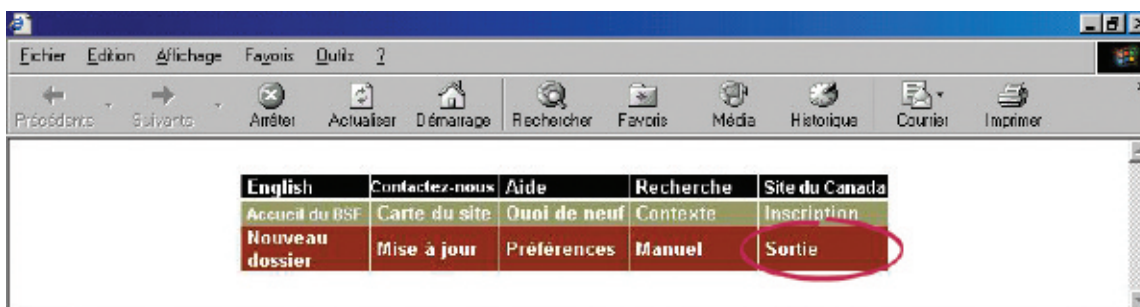 Fichier Edition Affichage Favoris Outils ?
Précédente Suivante Arrêter Actualiser Démarrage Rechercher Favoris Média Historique Courrier Imprimer
English Contactez-nous Aide Recherche Site du Canada
Accueil du BSF Carte du site Quoi de neuf Contexte Inscription
Nouveau dossier Mise à jour Préférences Manuel Sortie